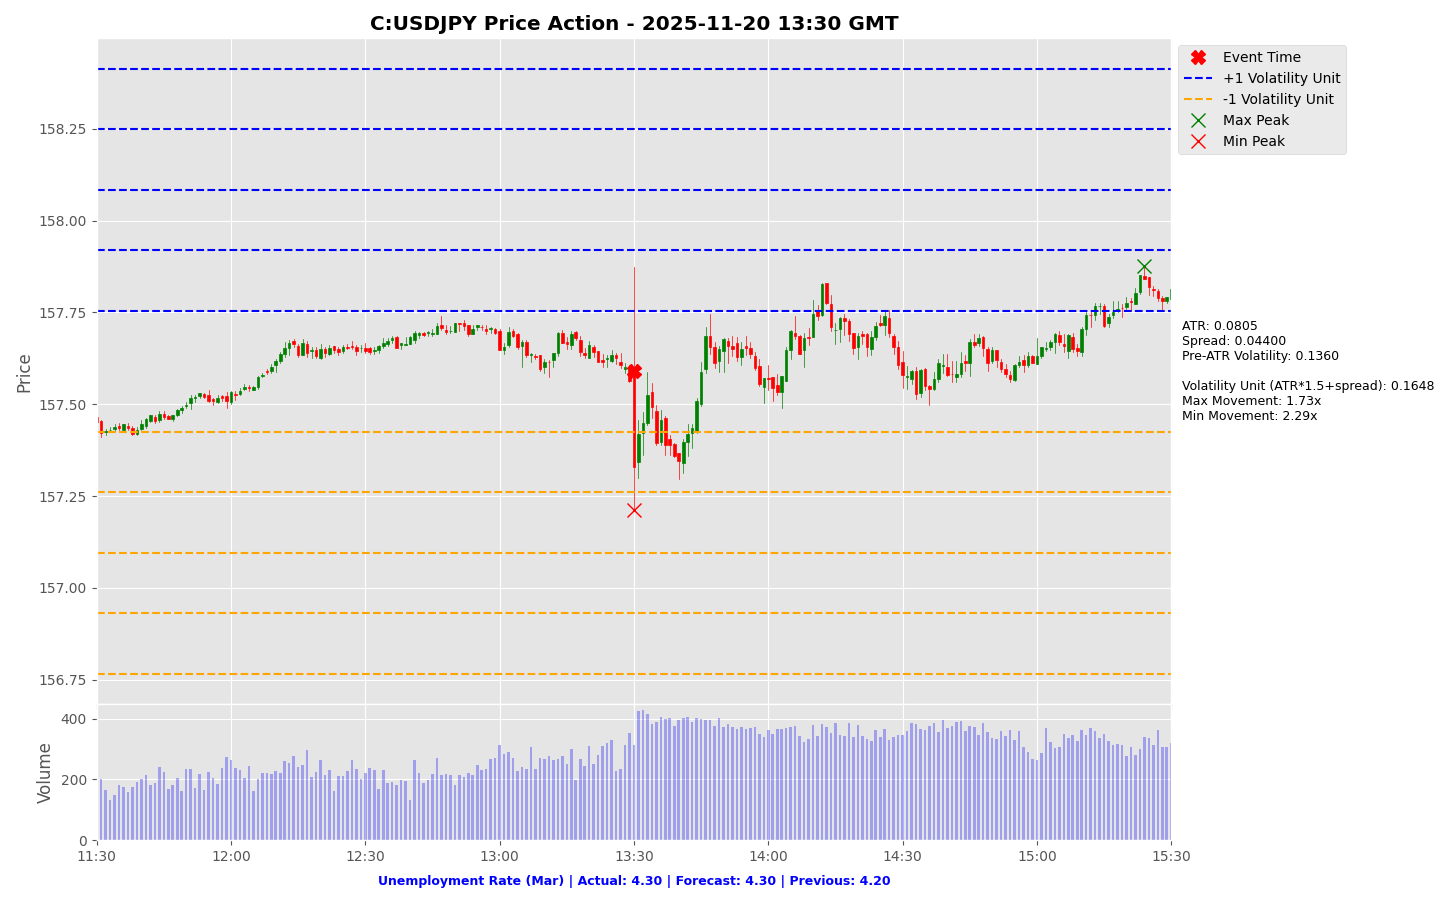 C:USDJPY Price Action - 2025-11-20 13:30 GMT
Event Time
+1 Volatility Unit
-1 Volatility Unit
Max Peak
Min Peak
Price
158.25
158.00
157.75
157.50
157.25
157.00
156.75
ATR: 0.0805
Spread: 0.04400
Pre-ATR Volatility: 0.1360
Volatility Unit (ATR*1.5+spread): 0.1648
Max Movement: 1.73x
Min Movement: 2.29x
Volume
400
200
0
11:30
12:00
12:30
13:00
13:30
14:00
14:30
15:00
15:30
Unemployment Rate (Mar) | Actual: 4.30 | Forecast: 4.30 | Previous: 4.20